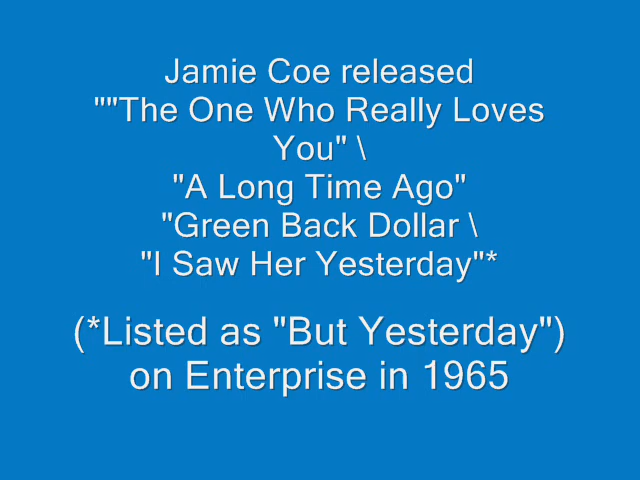 Jamie Coe released
""The One Who Really Loves
You" \
"A Long Time Ago"
"Green Back Dollar \
"I Saw Her Yesterday"*
(*Listed as "But Yesterday")
on Enterprise in 1965